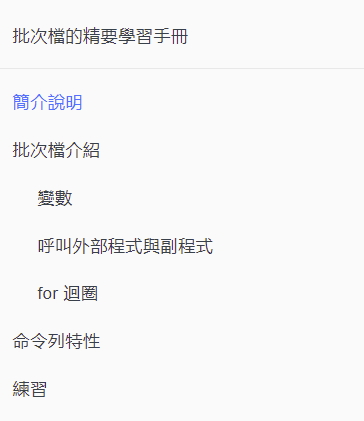 批次檔的精要學習手冊
簡介說明
批次檔介紹
變數
呼叫外部程式與副程式
for 迴圈
命令列特性
練習